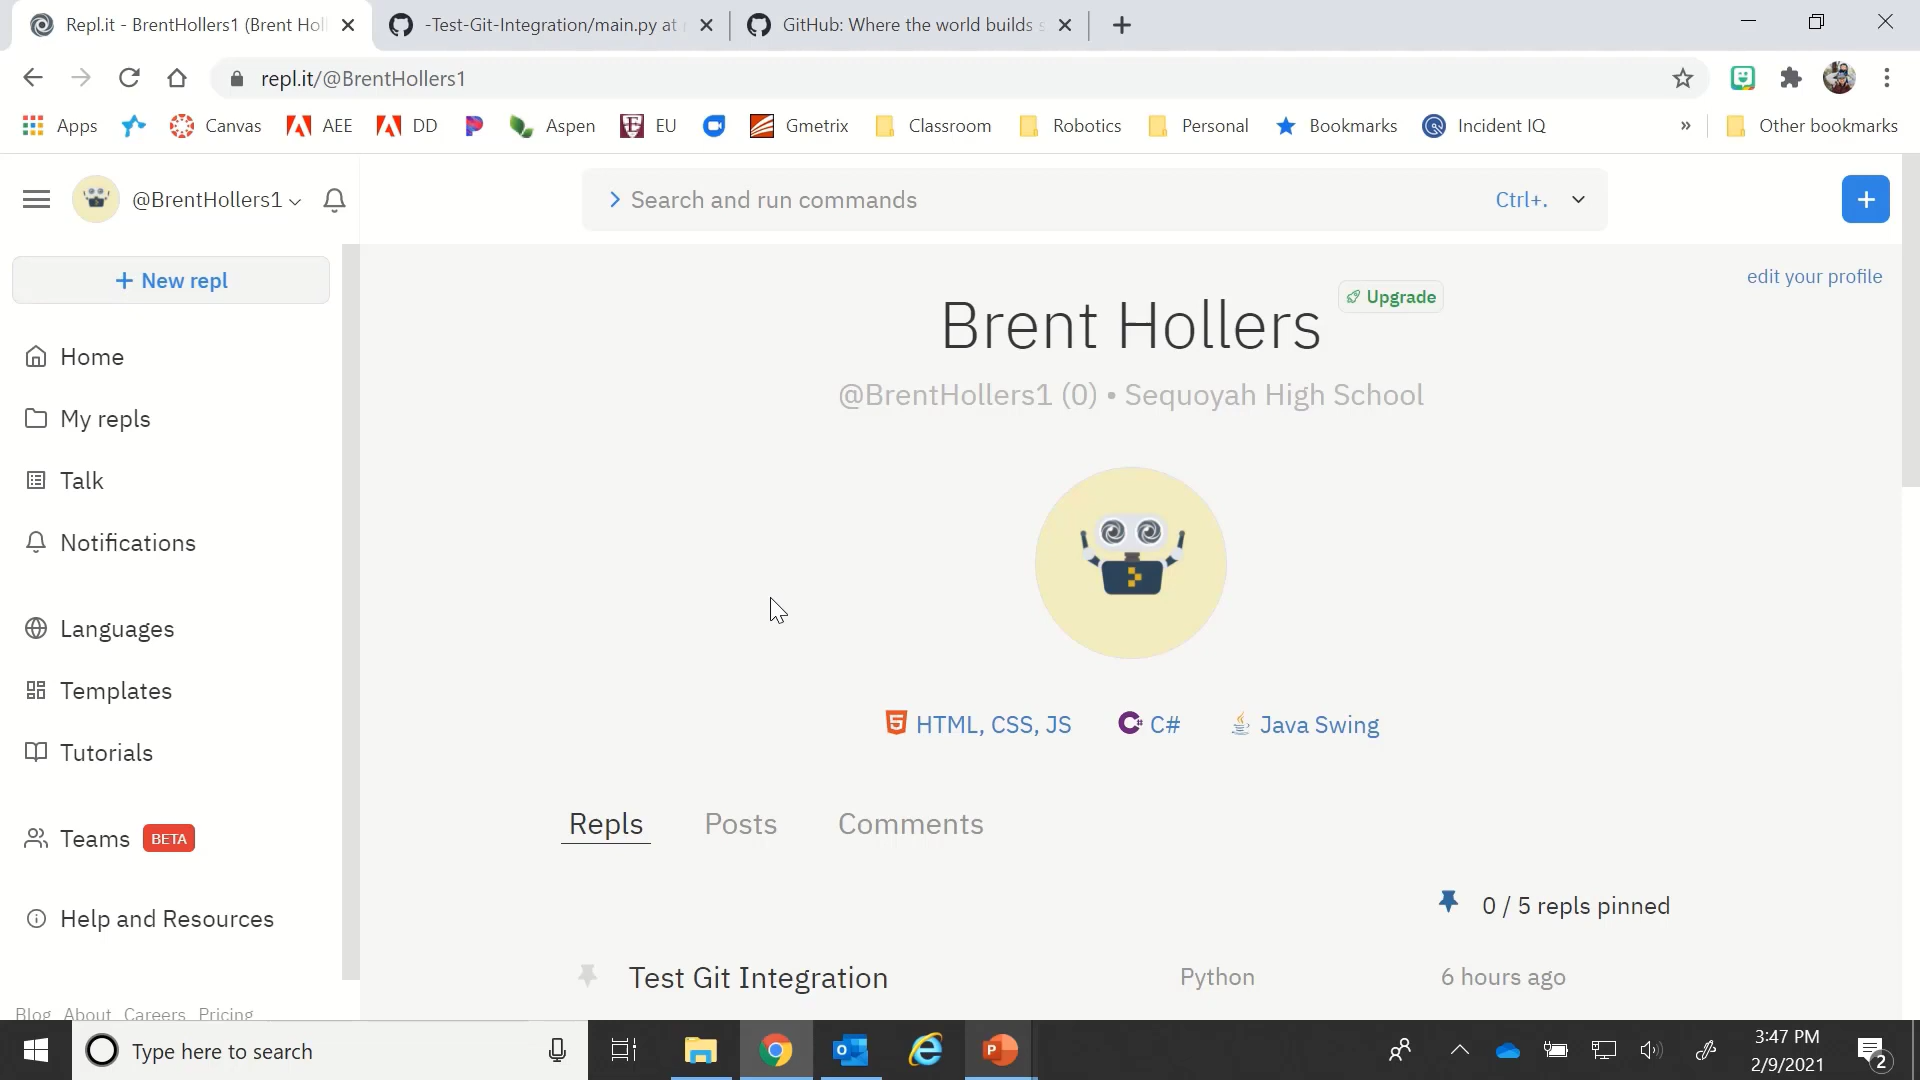 Repl.it - BrentHollers1 (Brent Hol
-Test-Git-Integration/main.py at
GitHub: Where the world builds s
repl.it/@BrentHollers1
Apps
Canvas
AEE
DD
Aspen
EU
Gmetrix
Classroom
Robotics
Personal
Bookmarks
Incident IQ
»
Other bookmarks
@BrentHollers1
Search and run commands
Ctrl+.
+ New repl
edit your profile
Brent Hollers
Upgrade
@BrentHollers1 (0) • Sequoyah High School
Home
My repls
Talk
Notifications
Languages
Templates
Tutorials
Teams BETA
Help and Resources
Blog About Careers Pricing
HTML, CSS, JS
C#
Java Swing
Repls
Posts
Comments
0 / 5 repls pinned
Test Git Integration
Python
6 hours ago
Type here to search
3:47 PM
2/9/2021
2